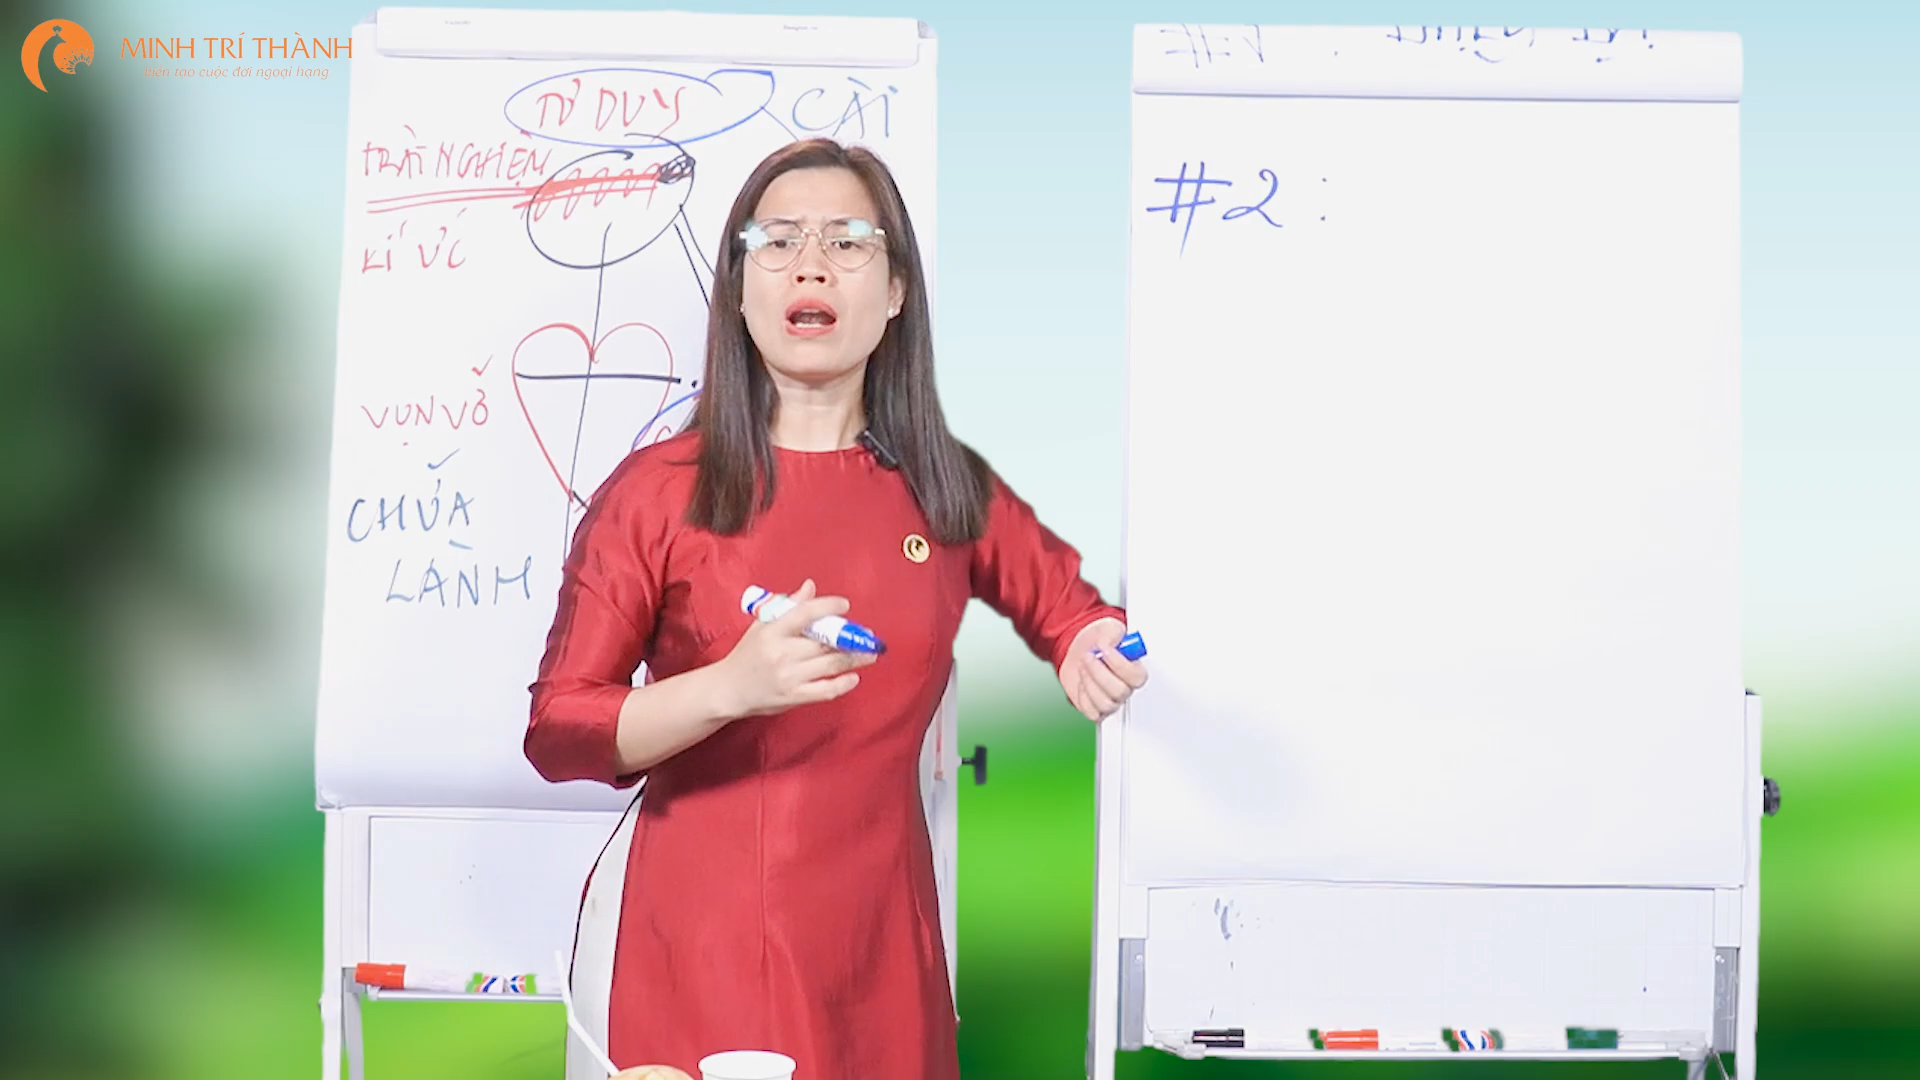 MINH TRÍ THÀNH
kiến tạo cuộc đời ngoại hạng
TƯ DUY
CÀI
TRẢI NGHIỆM
KÍ ỨC
VỤN VỠ
CHỮA
LÀNH
#2 :